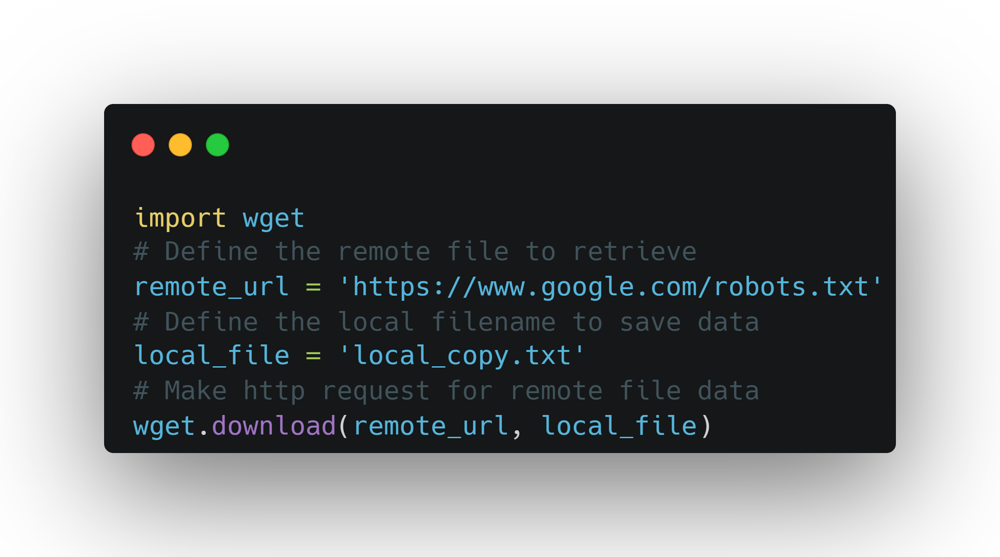 import wget
# Define the remote file to retrieve
remote_url = 'https://www.google.com/robots.txt'
# Define the local filename to save data
local_file = 'local_copy.txt'
# Make http request for remote file data
wget.download(remote_url, local_file)